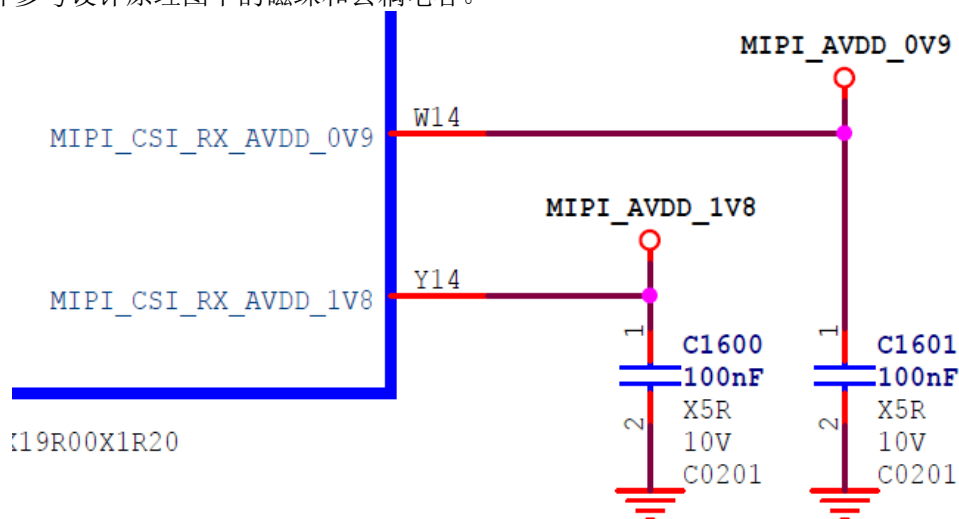 MIPI_AVDD_0V9
MIPI_CSI_RX_AVDD_0V9
W14
MIPI_AVDD_1V8
MIPI_CSI_RX_AVDD_1V8
Y14
1
C1600
100nF
X5R
10V
C0201
2
1
C1601
100nF
X5R
10V
C0201
2
X19R00X1R20